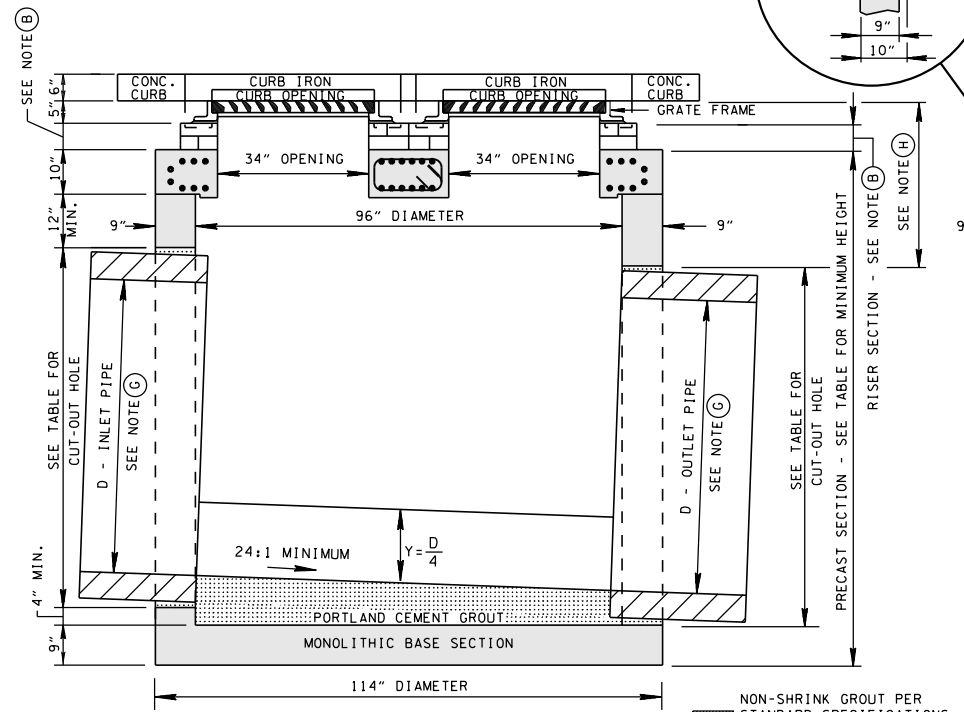 9"
10"
SEE NOTE B
CONC.
CURB
CURB IRON
CURB OPENING
CURB IRON
CURB OPENING
CONC.
CURB
6"
5"
GRATE FRAME
10"
34" OPENING
34" OPENING
12"
MIN.
9"
96" DIAMETER
9"
SEE NOTE H
9
SEE TABLE FOR
CUT-OUT HOLE
D - INLET PIPE
SEE NOTE G
D - OUTLET PIPE
SEE NOTE G
SEE TABLE FOR
CUT-OUT HOLE
PRECAST SECTION - SEE TABLE FOR MINIMUM HEIGHT
RISER SECTION - SEE NOTE B
24:1 MINIMUM
Y=D/4
4" MIN.
PORTLAND CEMENT GROUT
MONOLITHIC BASE SECTION
9"
114" DIAMETER
NON-SHRINK GROUT PER
STANDARD SPECIFICATIONS